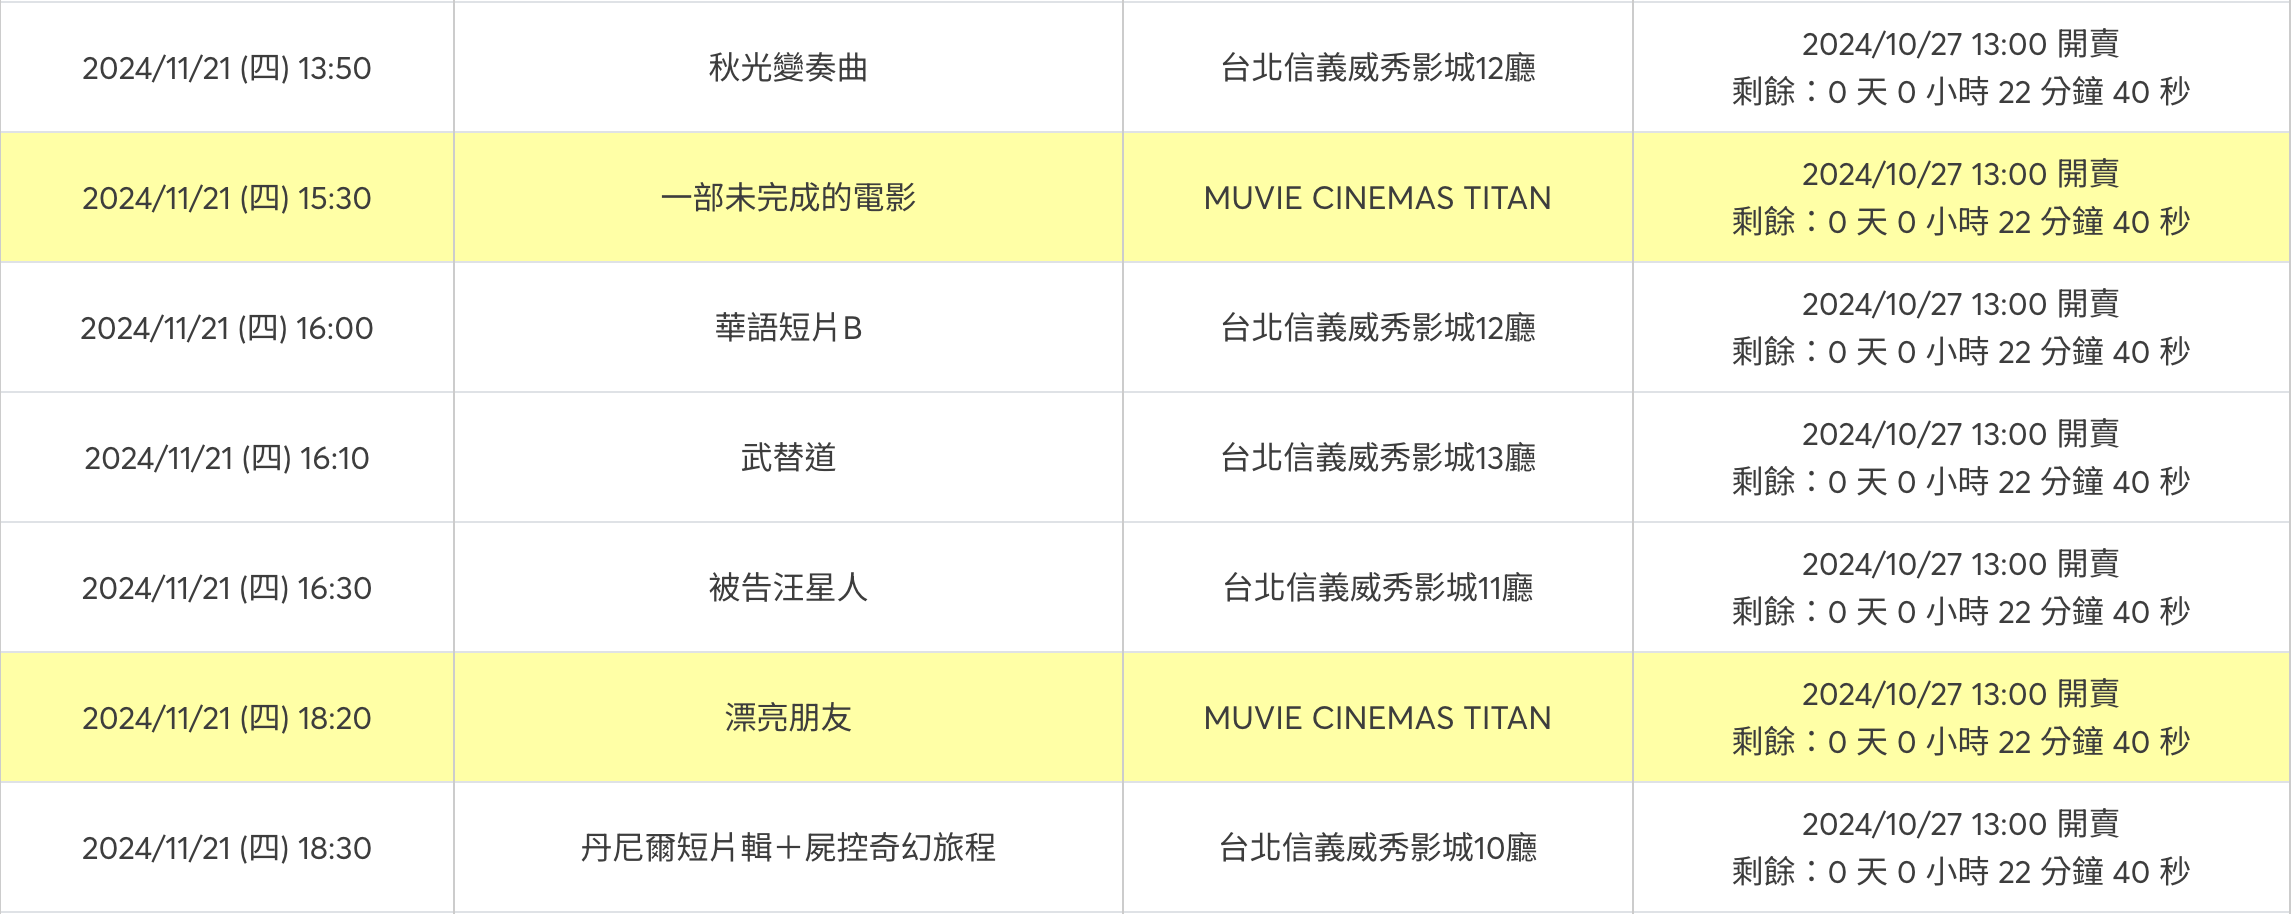 2024/11/21 (四) 13:50
秋光變奏曲
台北信義威秀影城12廳
2024/10/27 13:00 開賣
剩餘：0 天 0 小時 22 分鐘 40 秒
2024/11/21 (四) 15:30
一部未完成的電影
MUVIE CINEMAS TITAN
2024/10/27 13:00 開賣
剩餘：0 天 0 小時 22 分鐘 40 秒
2024/11/21 (四) 16:00
華語短片B
台北信義威秀影城12廳
2024/10/27 13:00 開賣
剩餘：0 天 0 小時 22 分鐘 40 秒
2024/11/21 (四) 16:10
武替道
台北信義威秀影城13廳
2024/10/27 13:00 開賣
剩餘：0 天 0 小時 22 分鐘 40 秒
2024/11/21 (四) 16:30
被告汪星人
台北信義威秀影城11廳
2024/10/27 13:00 開賣
剩餘：0 天 0 小時 22 分鐘 40 秒
2024/11/21 (四) 18:20
漂亮朋友
MUVIE CINEMAS TITAN
2024/10/27 13:00 開賣
剩餘：0 天 0 小時 22 分鐘 40 秒
2024/11/21 (四) 18:30
丹尼爾短片輯＋屍控奇幻旅程
台北信義威秀影城10廳
2024/10/27 13:00 開賣
剩餘：0 天 0 小時 22 分鐘 40 秒